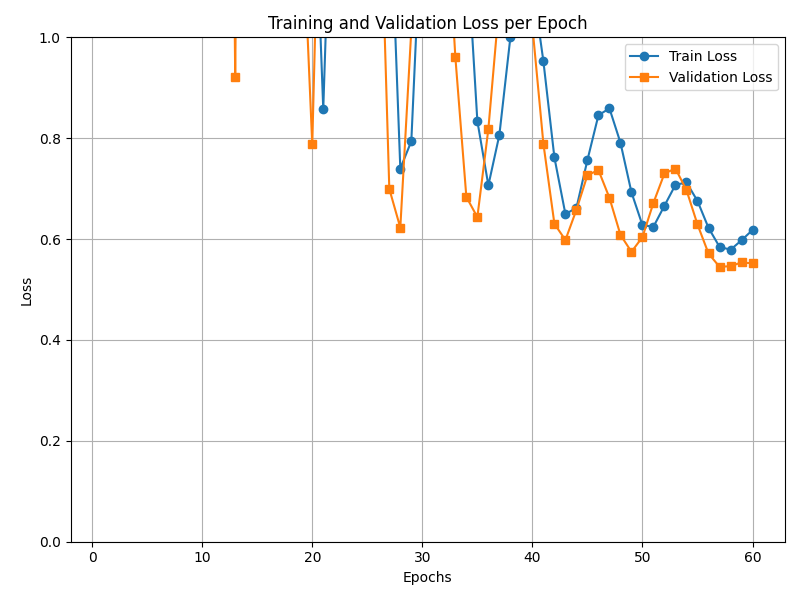 Training and Validation Loss per Epoch
Train Loss
Validation Loss
1.0
0.8
0.6
0.4
0.2
0.0
Loss
0 10 20 30 40 50 60
Epochs